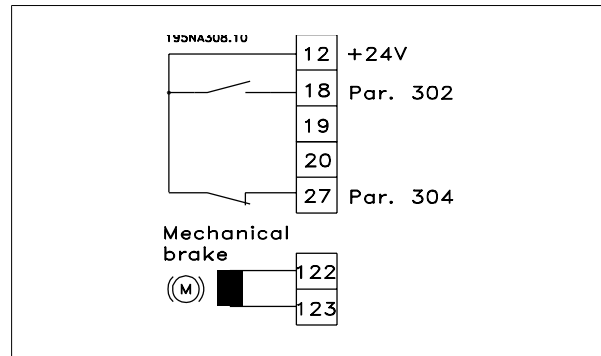 195NA308.10
12 +24V
18 Par. 302
19
20
27 Par. 304
Mechanical
brake
122
M
123